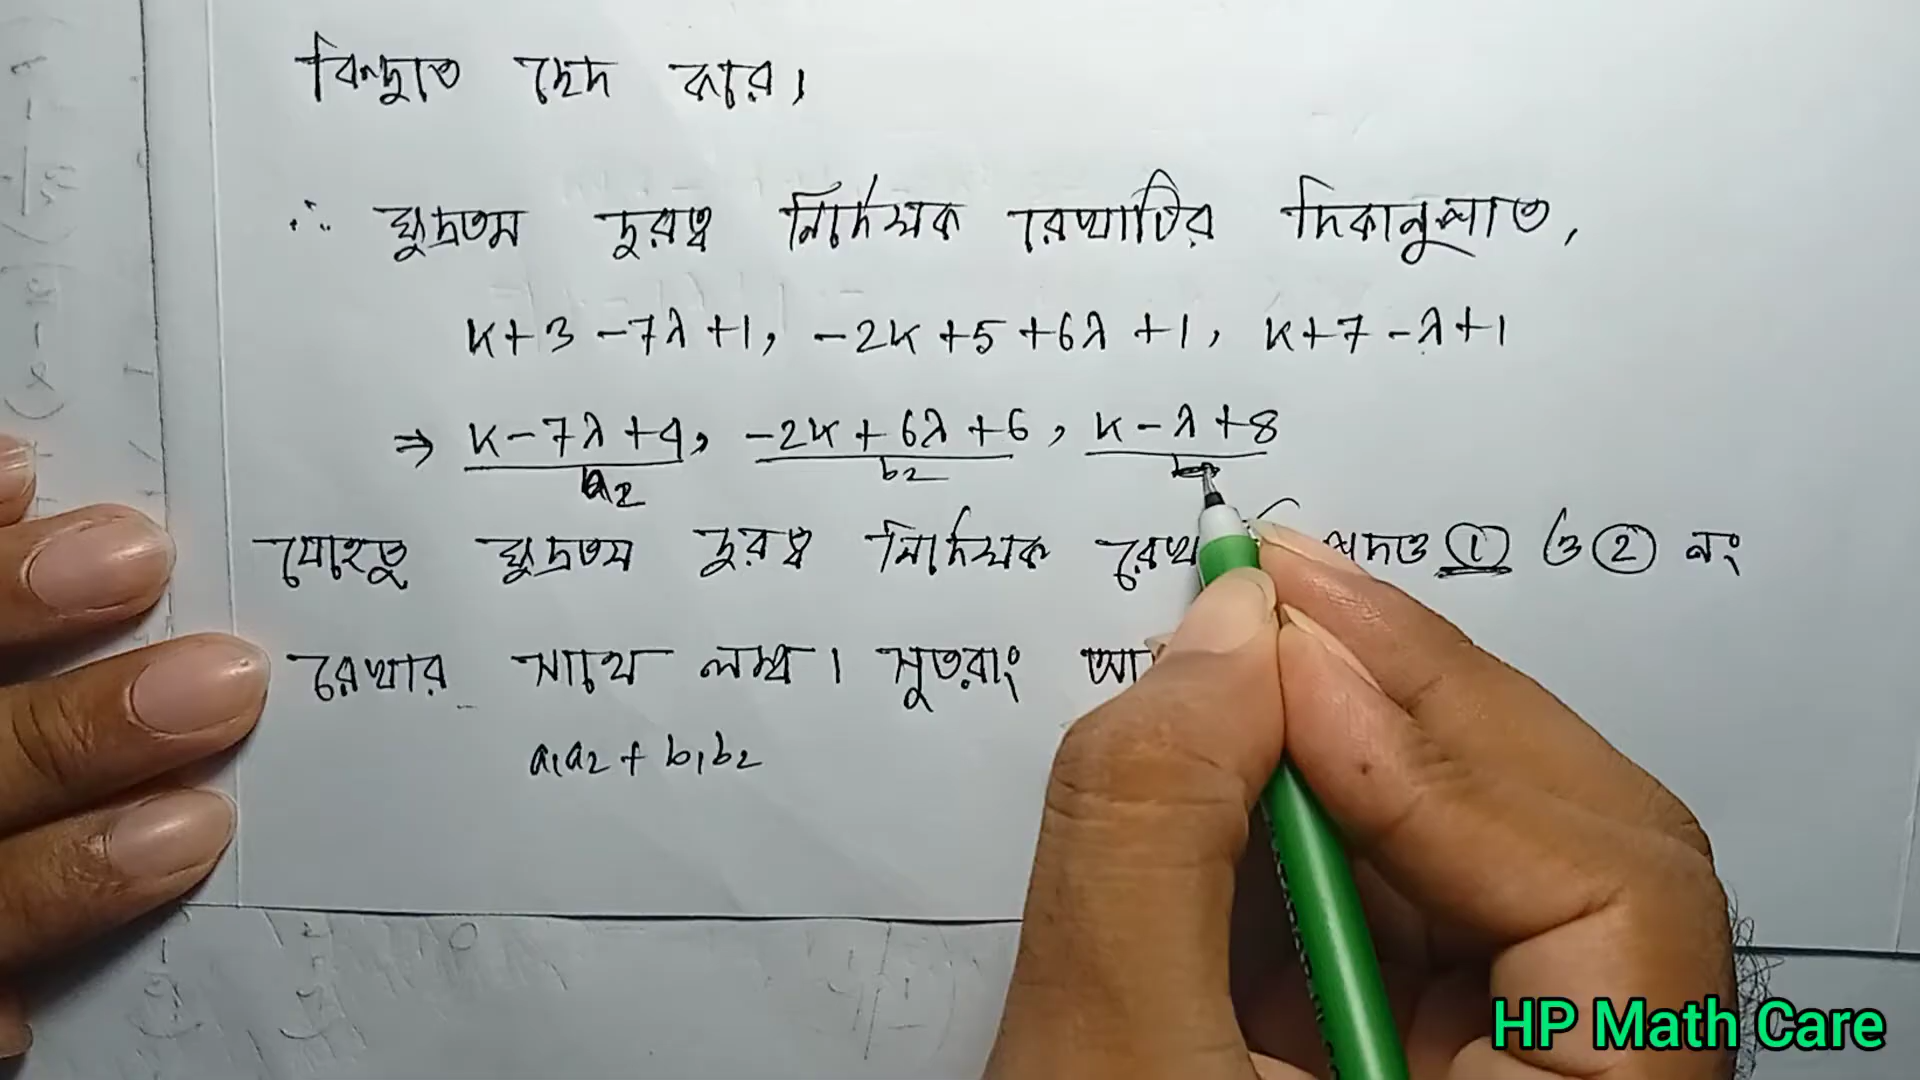 বিন্দুতে ছেদ করে।
∴ ক্ষুদ্রতম দূরত্ব নির্দেশক রেখাটির দিকানুপাত,
k+3-7λ+1, -2k+5+6λ+1, k+7-λ+1
⇒ k-7λ+4, -2k+6λ+6, k-λ+8
a₂ b₂
যেহেতু ক্ষুদ্রতম দূরত্ব নির্দেশক প্রদত্ত ① ও ② নং
রেখার সাথে লম্ব। সুতরাং
a₁a₂ + b₁b₂
HP Math Care